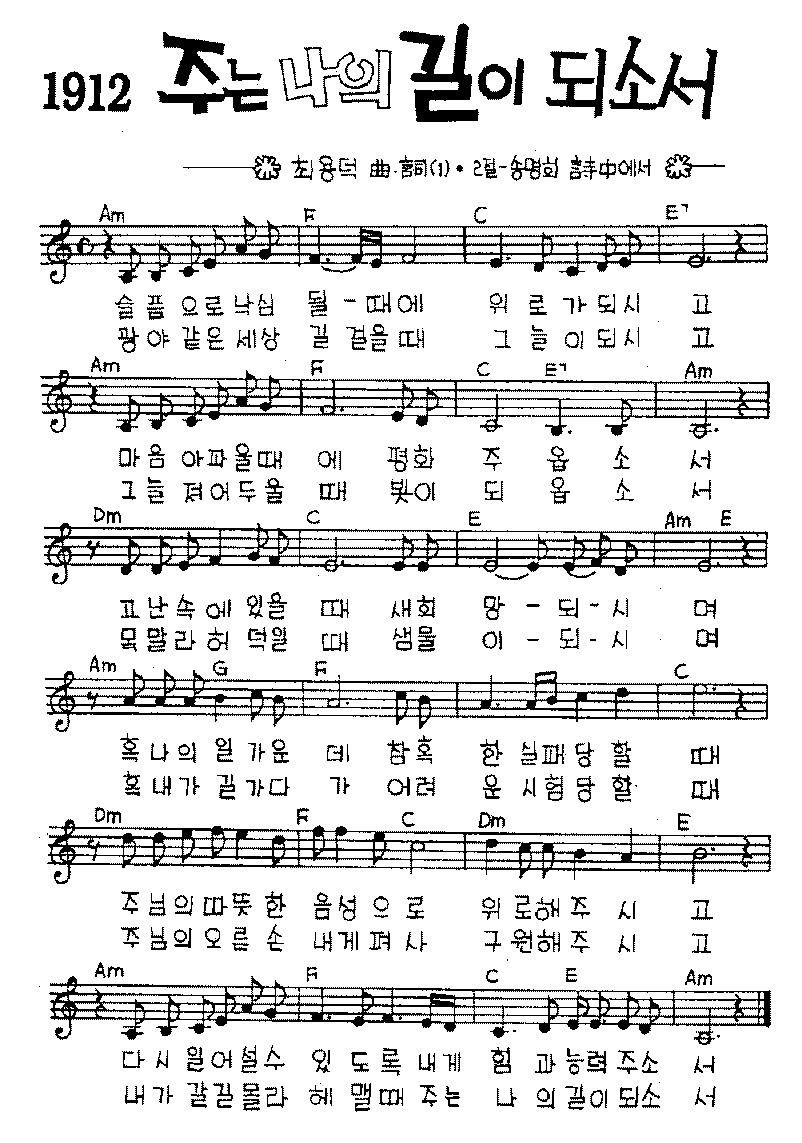 1912 주는 나의 길이 되소서
최용덕 曲·詞(1)·2절-송명희 詩中에서
Am F C E7
슬픔으로낙심 될-때에 위로가되시 고
광야같은세상 길걸을때 그늘이되시 고
Am F C E7 Am
마음아파울때 에 평화 주 옵 소 서
그늘져어두울 때 빛이 되 옵 소 서
Dm C E Am E
고난속에있을 때 새희 망-되-시 며
목말라허덕일 때 샘물 이-되-시 며
Am G F C
혹나의일가운 데 참혹 한실패당할 때
혹내가길가다 가 어려 운시험당할 때
Dm F C Dm E
주님의따뜻한 음성으로 위로해주시 고
주님의오른손 내게펴사 구원해주시 고
Am F C E Am
다시일어설수 있도록내게 힘과능력주소 서
내가갈길몰라 헤맬때주는 나의길이되소 서